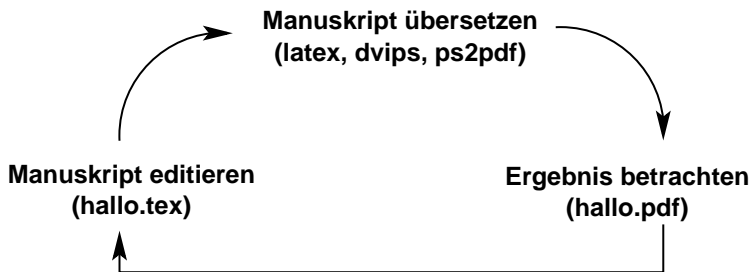 Manuskript übersetzen
(latex, dvips, ps2pdf)
Manuskript editieren
(hallo.tex)
Ergebnis betrachten
(hallo.pdf)